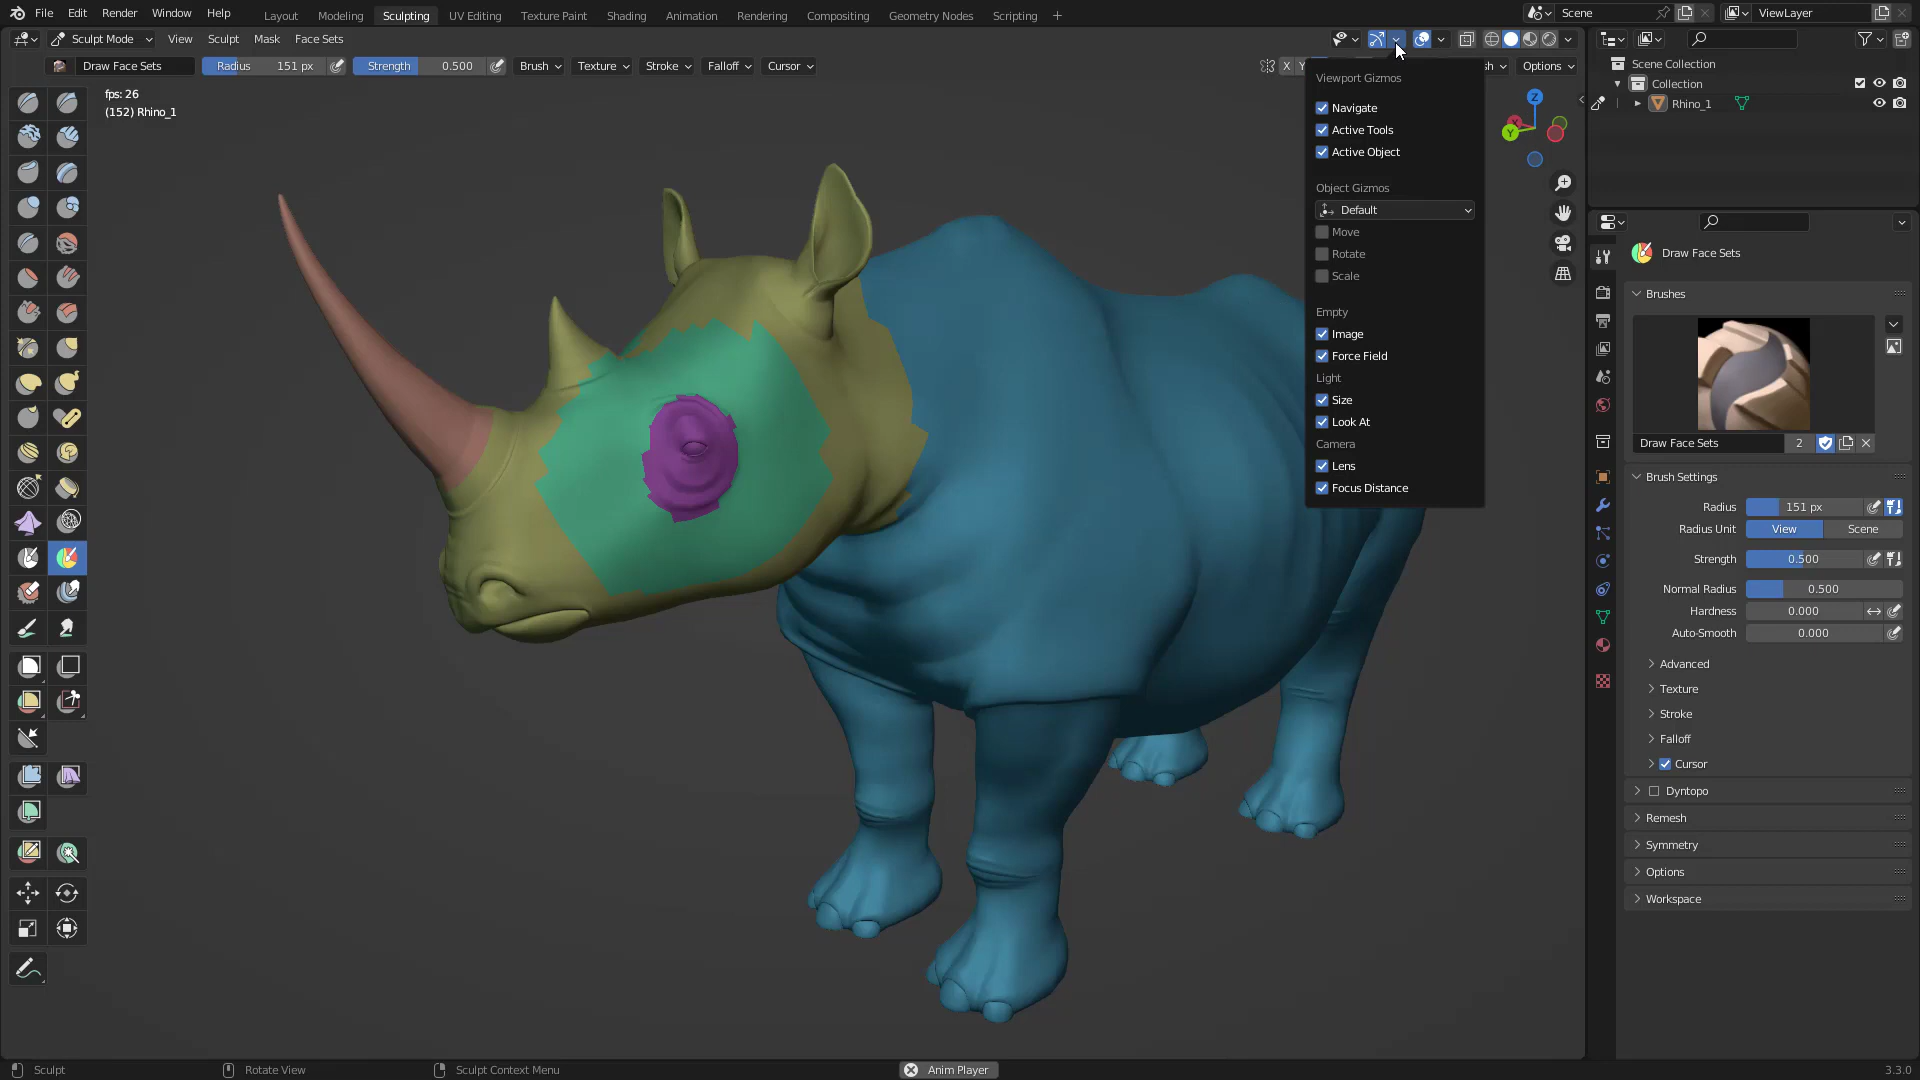 File Edit Render Window Help Layout Modeling Sculpting UV Editing Texture Paint Shading Animation Rendering Compositing Geometry Nodes Scripting + Scene ViewLayer
Sculpt Mode View Sculpt Mask Face Sets
Draw Face Sets Radius 151 px Strength 0.500 Brush Texture Stroke Falloff Cursor X Y Options
fps: 26
(152) Rhino_1
Viewport Gizmos
Navigate
Active Tools
Active Object
Object Gizmos
Default
Move
Rotate
Scale
Empty
Image
Force Field
Light
Size
Look At
Camera
Lens
Focus Distance
Z
Y
Scene Collection
Collection
Rhino_1
Draw Face Sets
Brushes
Draw Face Sets 2
Brush Settings
Radius 151 px
Radius Unit View Scene
Strength 0.500
Normal Radius 0.500
Hardness 0.000
Auto-Smooth 0.000
Advanced
Texture
Stroke
Falloff
Cursor
Dyntopo
Remesh
Symmetry
Options
Workspace
Sculpt Rotate View Sculpt Context Menu Anim Player 3.3.0